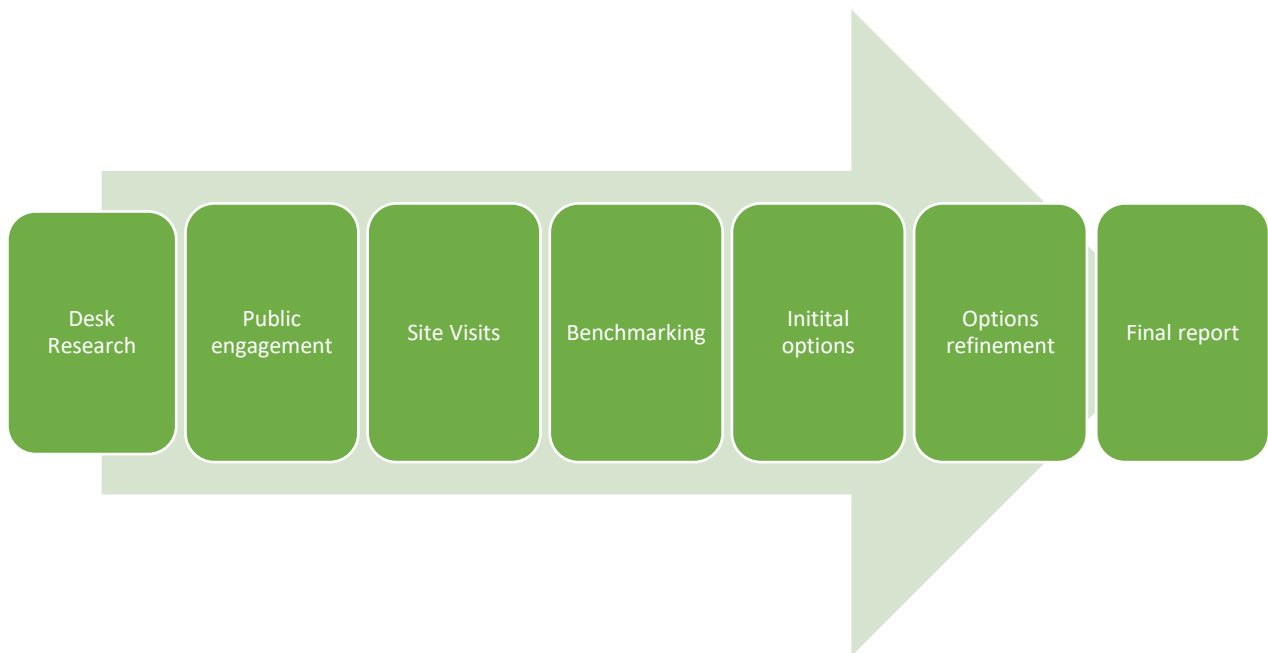 Desk
Research
Public
engagement
Site Visits
Benchmarking
Initital
options
Options
refinement
Final report